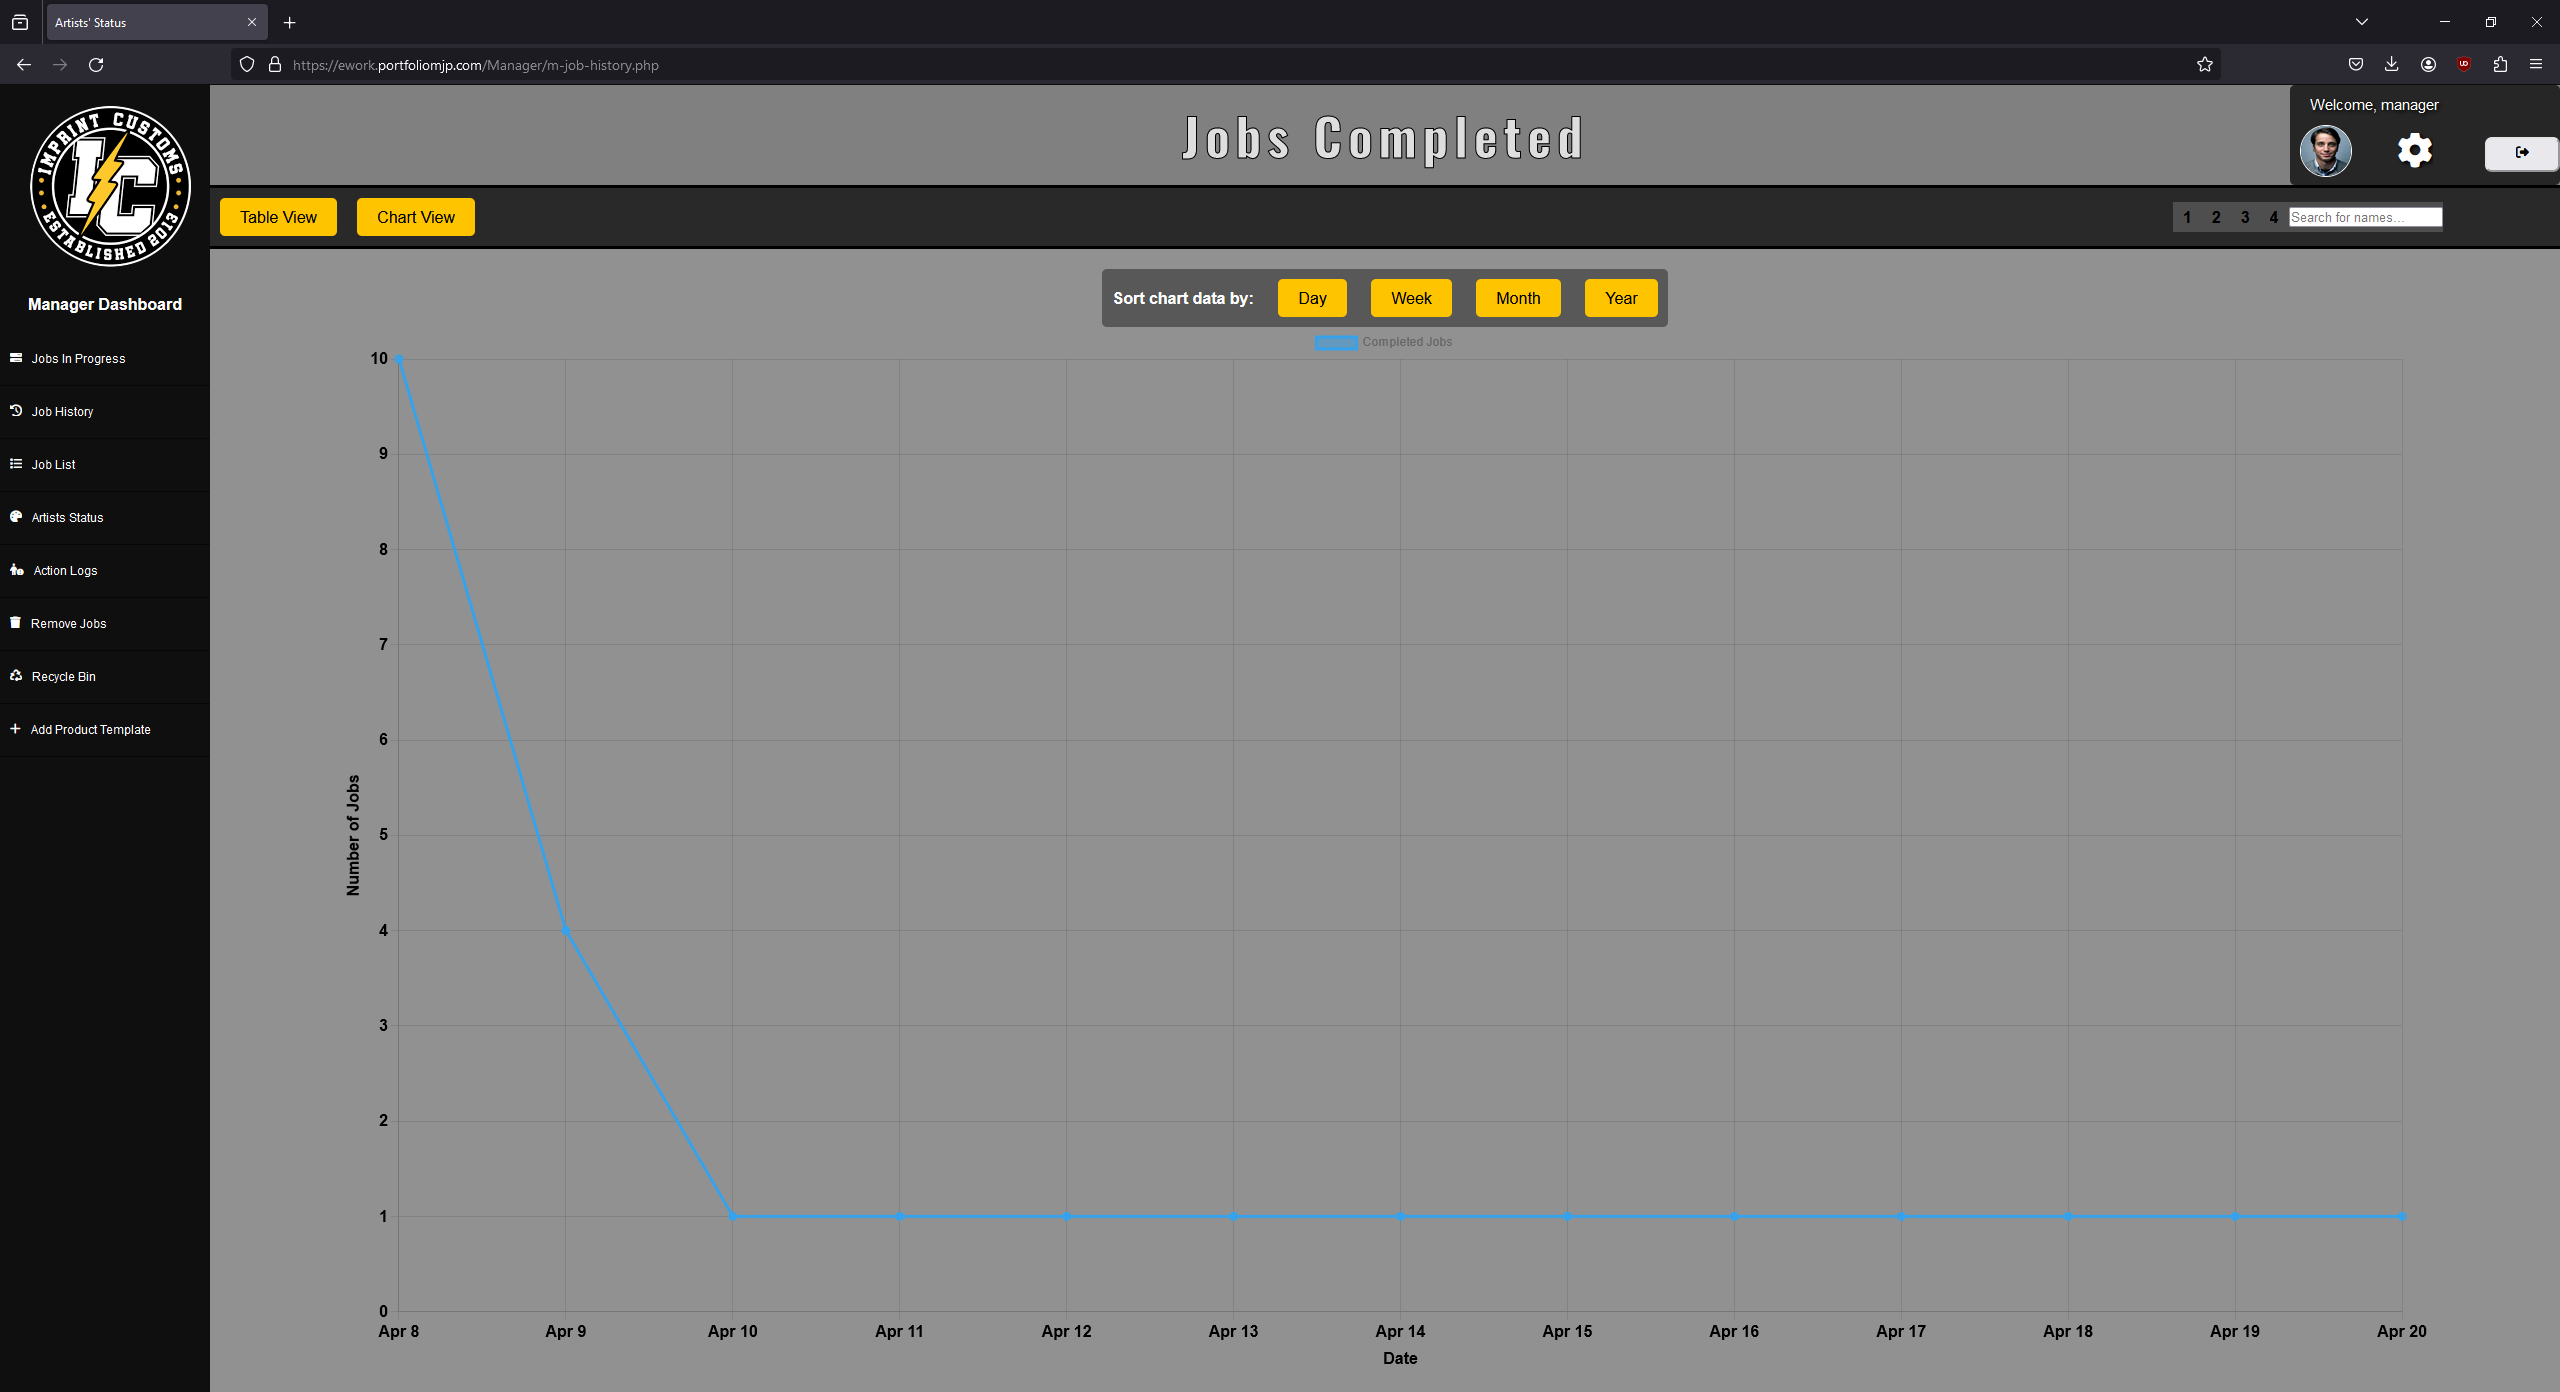 Artists' Status
https://ework.portfoliomjp.com/Manager/m-job-history.php
IMPRINT CUSTOMS
IC
ESTABLISHED 2013
Jobs Completed
Welcome, manager
Table View
Chart View
1 2 3 4 Search for names...
Manager Dashboard
Jobs In Progress
Job History
Job List
Artists Status
Action Logs
Remove Jobs
Recycle Bin
Add Product Template
Sort chart data by: Day Week Month Year
Completed Jobs
10
9
8
7
6
5
4
3
2
1
0
Number of Jobs
Apr 8 Apr 9 Apr 10 Apr 11 Apr 12 Apr 13 Apr 14 Apr 15 Apr 16 Apr 17 Apr 18 Apr 19 Apr 20
Date